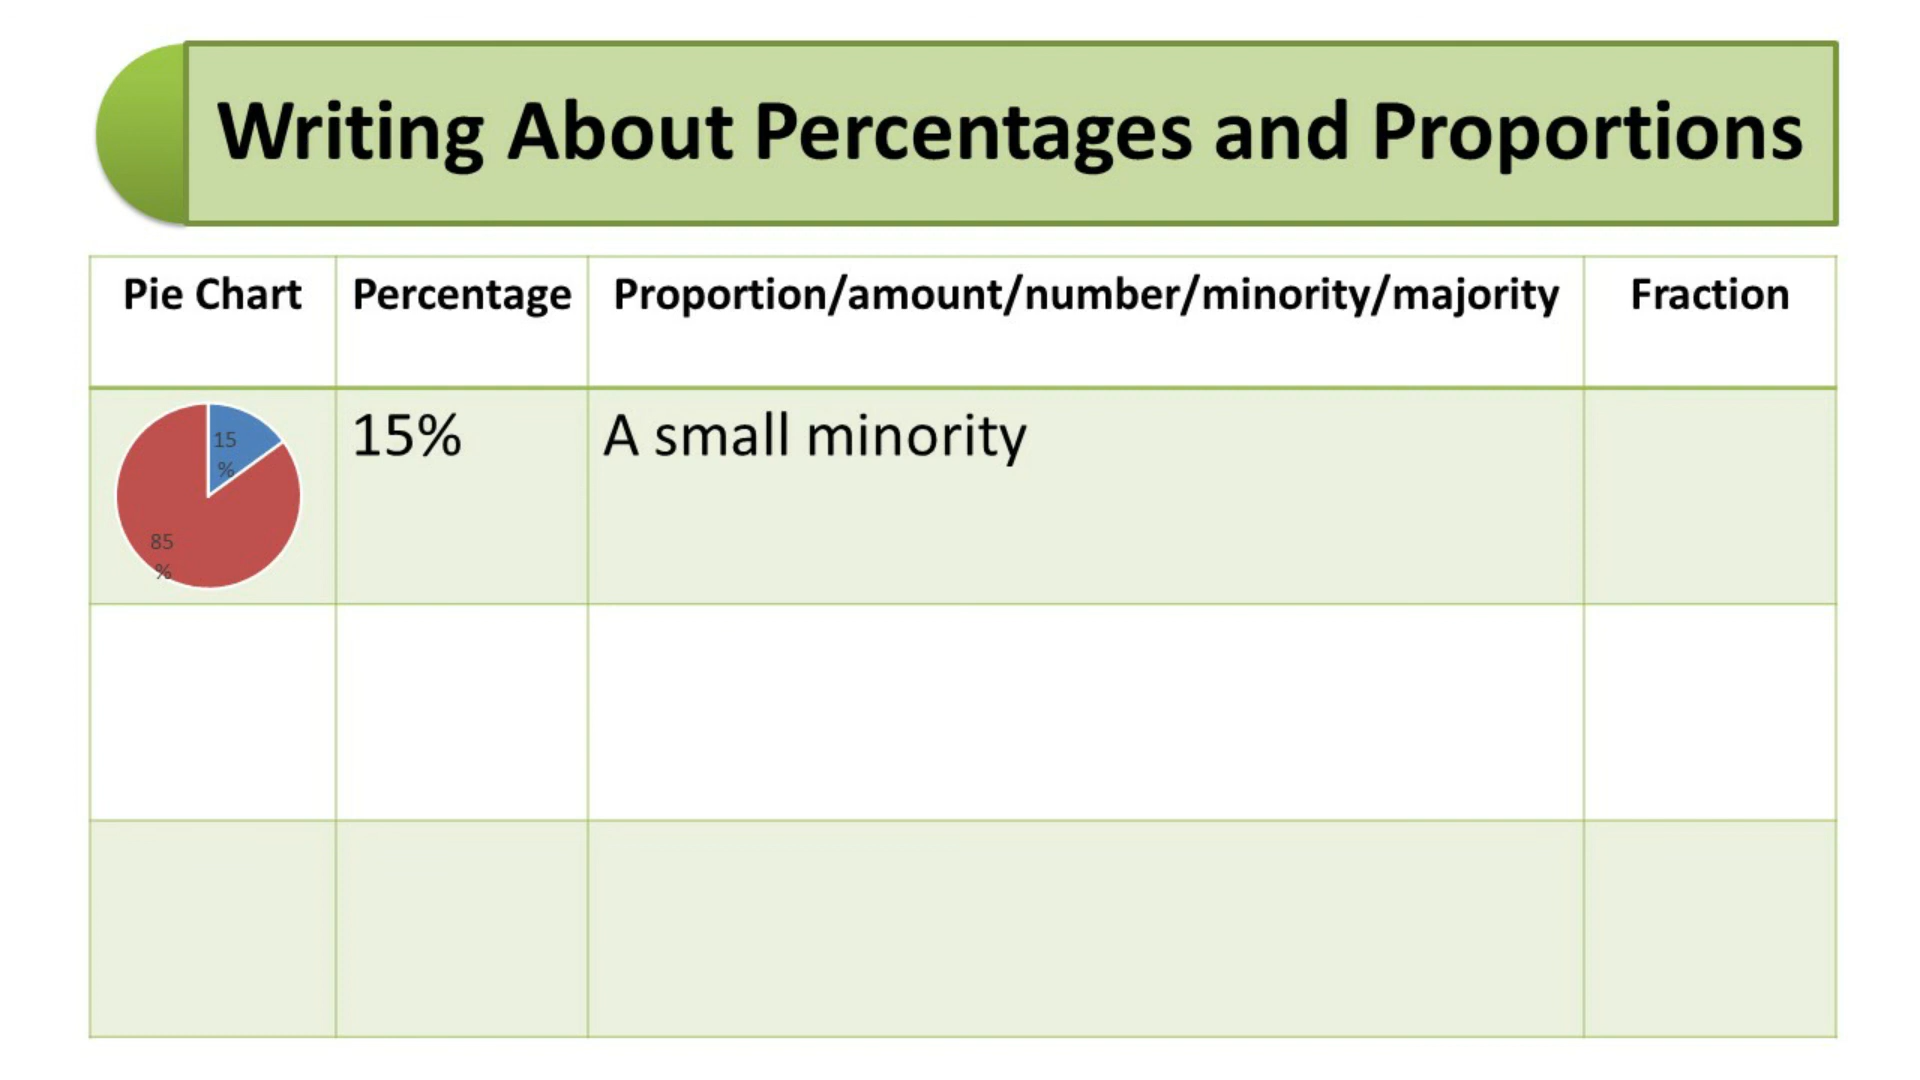 Writing About Percentages and Proportions
Pie Chart
Percentage
Proportion/amount/number/minority/majority
Fraction
15
%
85
%
15%
A small minority